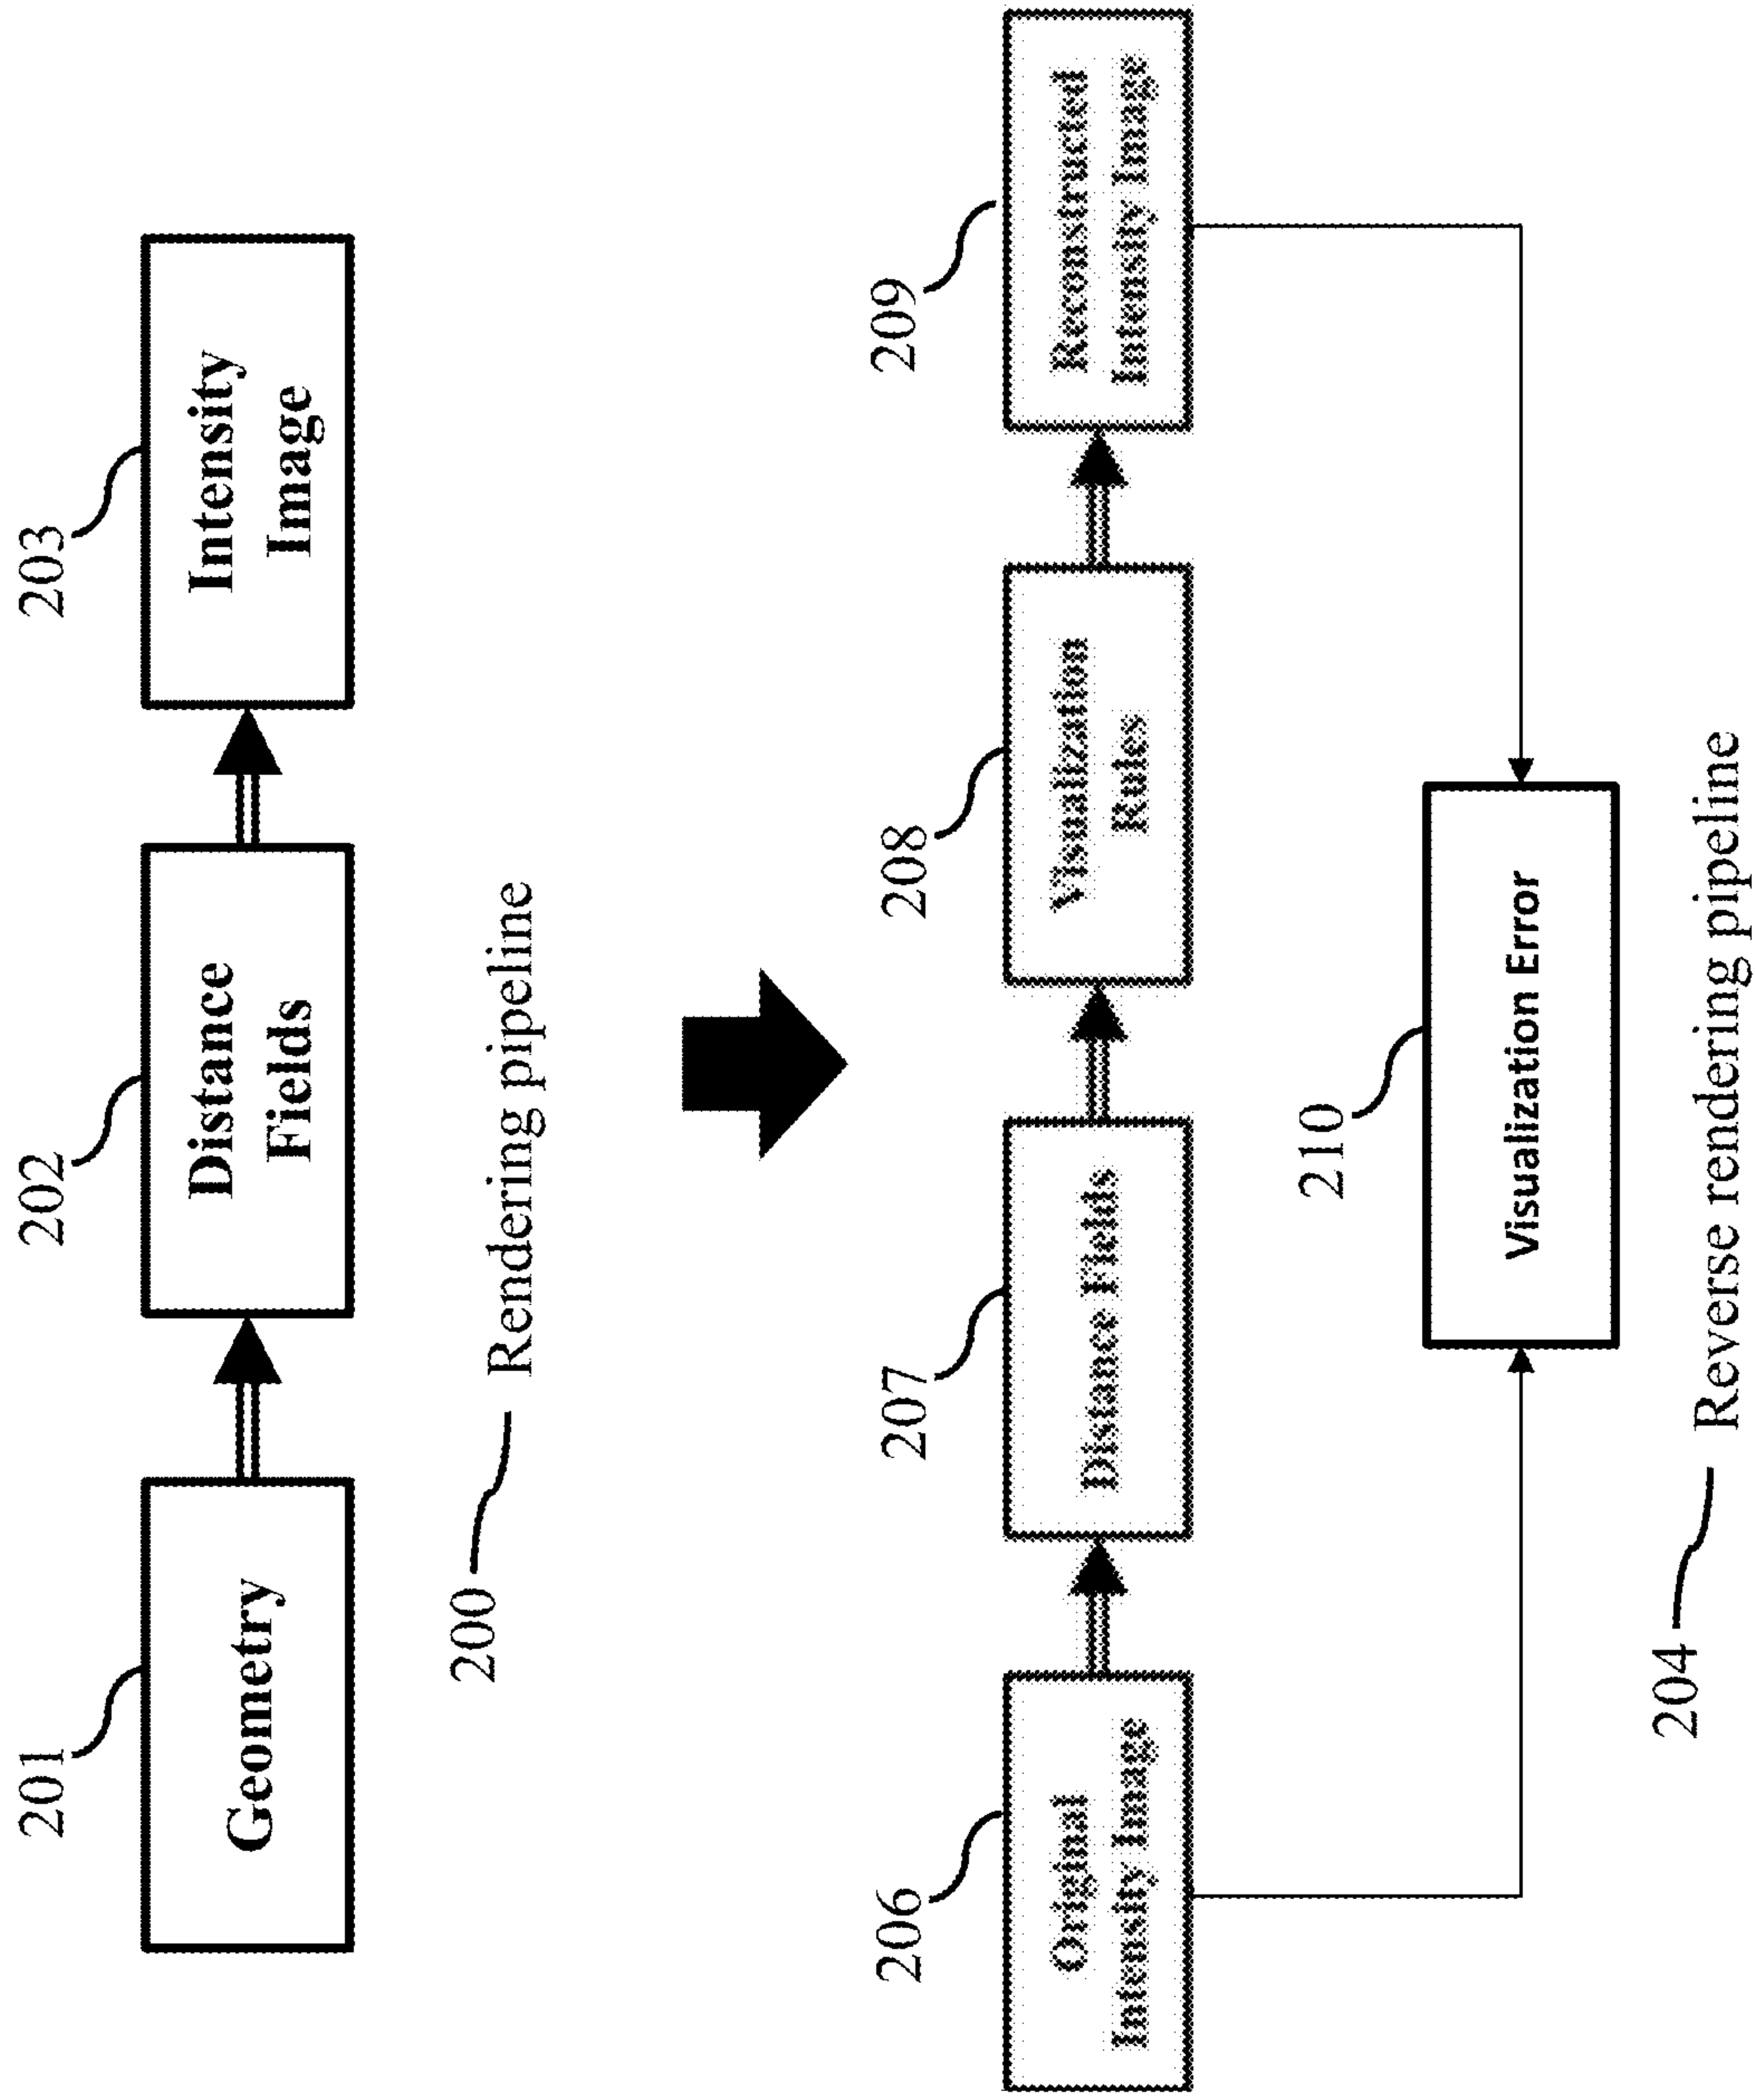 201
202
203
Geometry
Distance
Fields
Intensity
Image
200
Rendering pipeline
206
207
208
209
Original
Intensity Image
Distance Fields
Visualization
Rules
Reconstructed
Intensity Image
210
Visualization Error
204
Reverse rendering pipeline